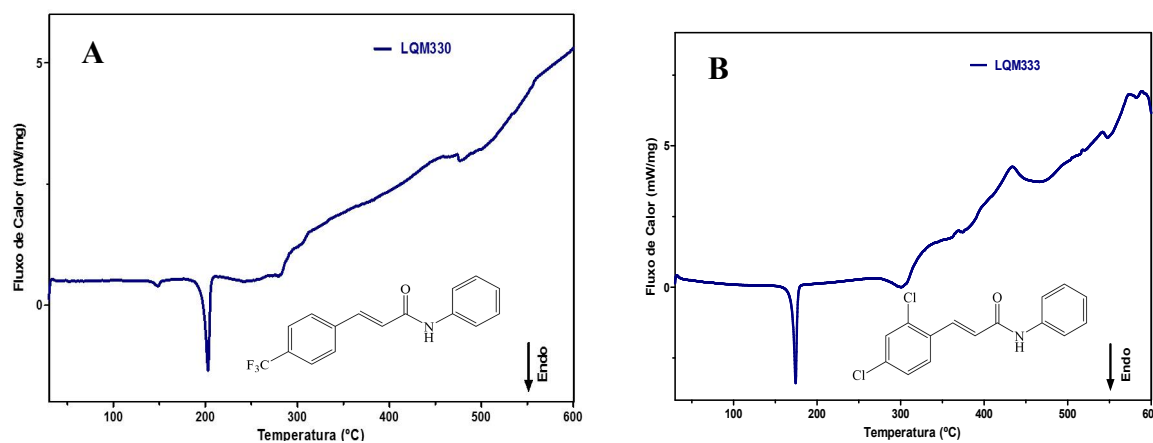 A
LQM330
5
0
Fluxo de Calor (mW/mg)
F₃C
O
N
H
Endo
100 200 300 400 500 600
Temperatura (ºC)
B
LQM333
5
0
Fluxo de Calor (mW/mg)
Cl
Cl
O
N
H
Endo
100 200 300 400 500 600
Temperatura (ºC)